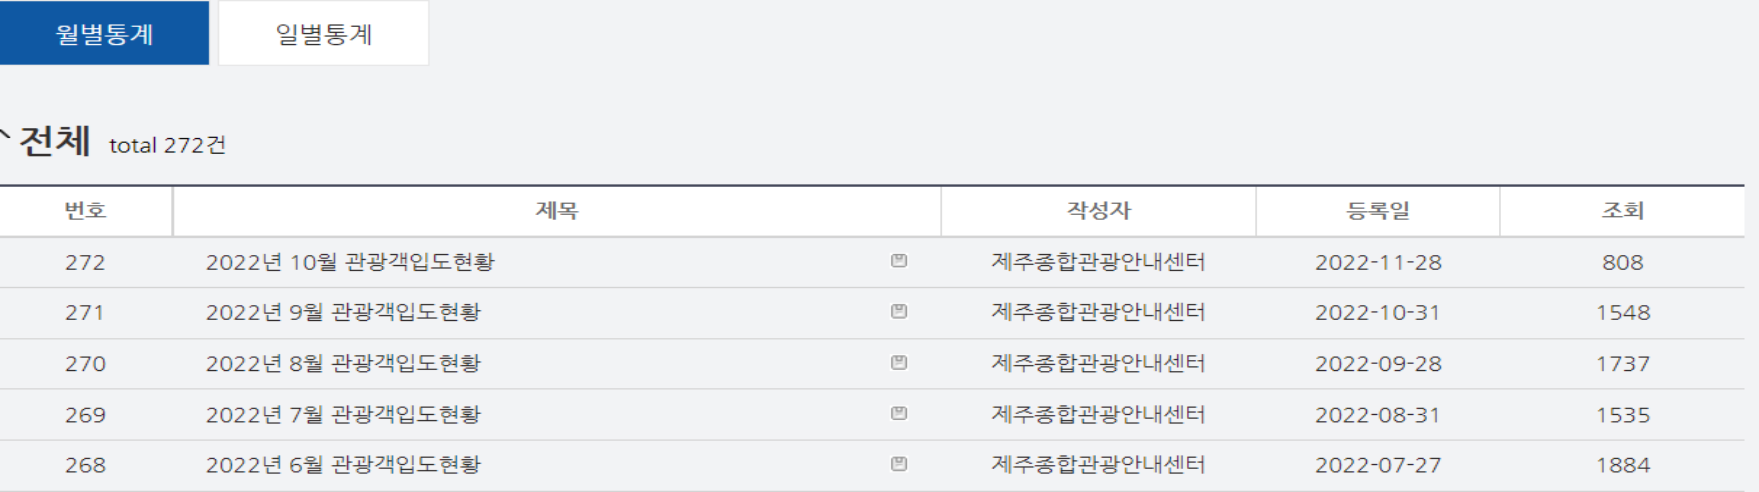 월별통계 일별통계
전체 total 272건
번호 제목 작성자 등록일 조회
272 2022년 10월 관광객입도현황 제주종합관광안내센터 2022-11-28 808
271 2022년 9월 관광객입도현황 제주종합관광안내센터 2022-10-31 1548
270 2022년 8월 관광객입도현황 제주종합관광안내센터 2022-09-28 1737
269 2022년 7월 관광객입도현황 제주종합관광안내센터 2022-08-31 1535
268 2022년 6월 관광객입도현황 제주종합관광안내센터 2022-07-27 1884